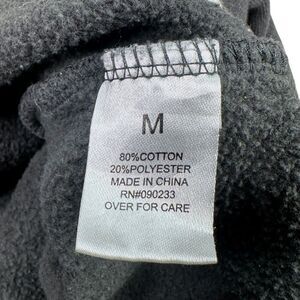 M
80%COTTON
20%POLYESTER
MADE IN CHINA
RN#090233
OVER FOR CARE